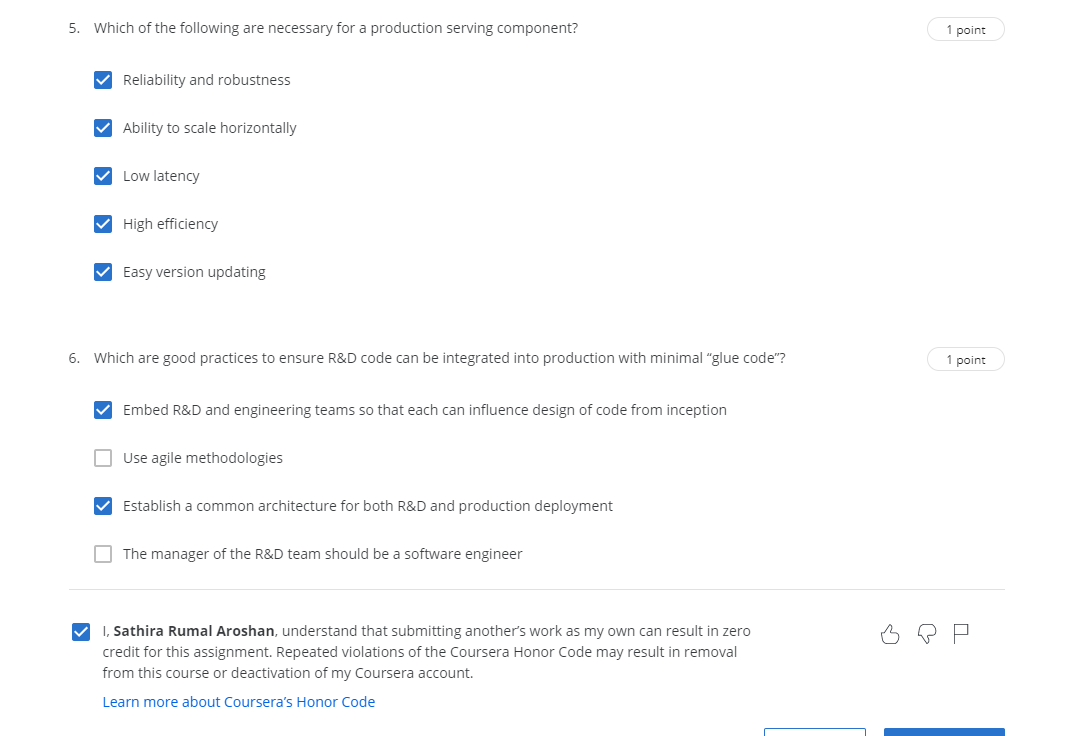 5. Which of the following are necessary for a production serving component?
1 point
Reliability and robustness
Ability to scale horizontally
Low latency
High efficiency
Easy version updating
6. Which are good practices to ensure R&D code can be integrated into production with minimal “glue code”?
1 point
Embed R&D and engineering teams so that each can influence design of code from inception
Use agile methodologies
Establish a common architecture for both R&D and production deployment
The manager of the R&D team should be a software engineer
I, Sathira Rumal Aroshan, understand that submitting another’s work as my own can result in zero
credit for this assignment. Repeated violations of the Coursera Honor Code may result in removal
from this course or deactivation of my Coursera account.
Learn more about Coursera’s Honor Code